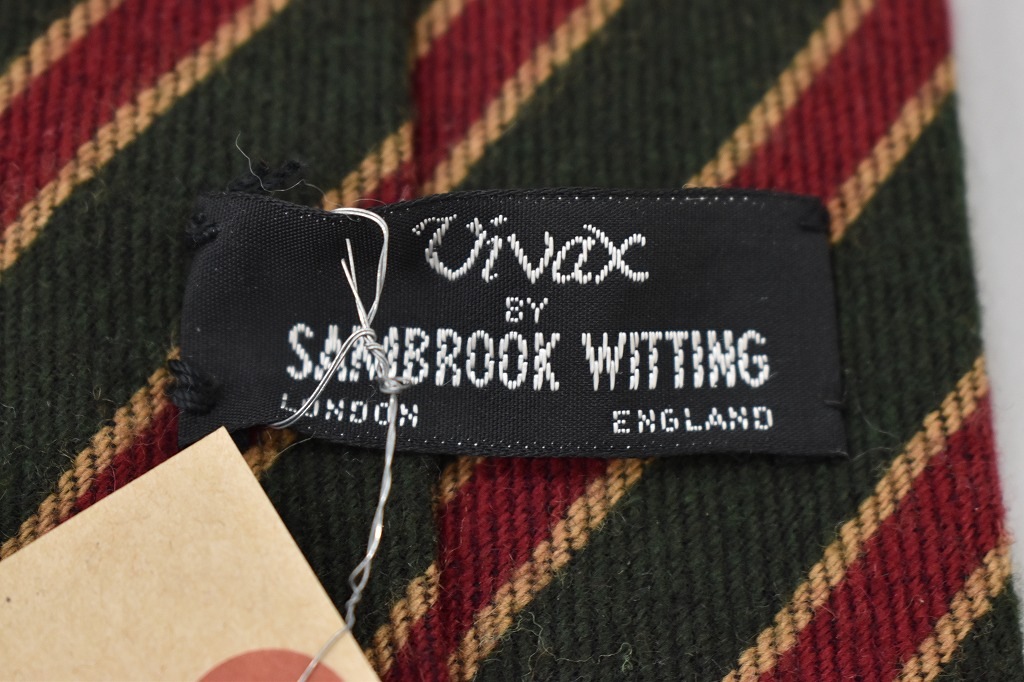 Vivax
BY
SAMBROOK WITTING
LONDON ENGLAND